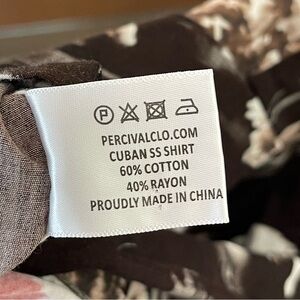 P
PERCIVALCLO.COM
CUBAN SS SHIRT
60% COTTON
40% RAYON
PROUDLY MADE IN CHINA